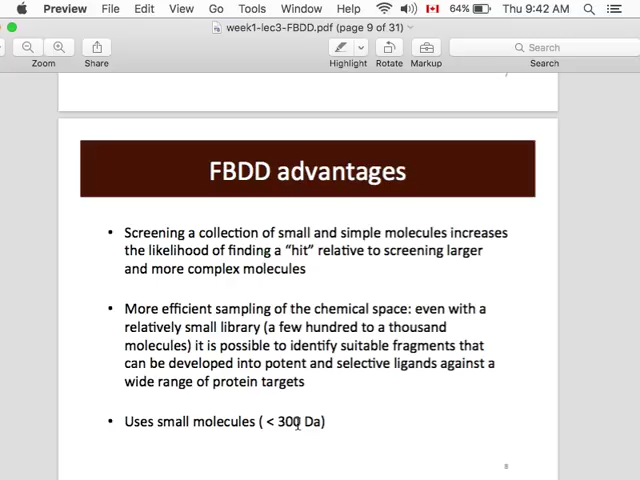 Preview File Edit View Go Tools Window Help 64% Thu 9:42 AM
week1-lec3-FBDD.pdf (page 9 of 31)
Search
Zoom Share Highlight Rotate Markup Search
7
FBDD advantages
• Screening a collection of small and simple molecules increases
the likelihood of finding a “hit” relative to screening larger
and more complex molecules
• More efficient sampling of the chemical space: even with a
relatively small library (a few hundred to a thousand
molecules) it is possible to identify suitable fragments that
can be developed into potent and selective ligands against a
wide range of protein targets
• Uses small molecules ( < 300 Da)
8